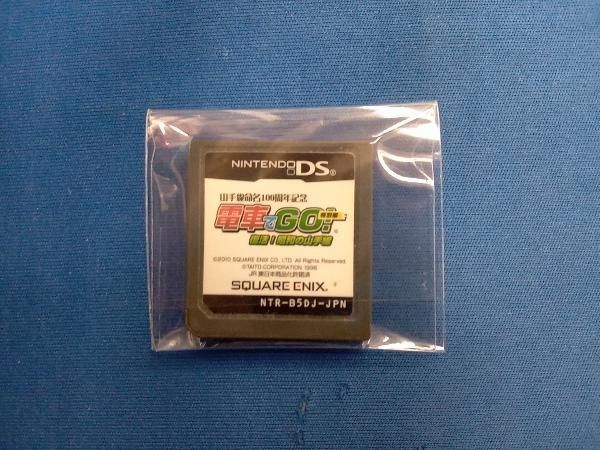 NINTENDO DS®
山手線命名100周年記念
電車でGO! 特別編
復活!昭和の山手線
©2010 SQUARE ENIX CO., LTD. All Rights Reserved.
©TAITO CORPORATION 1996
JR東日本商品化許諾済
SQUARE ENIX®
NTR-B5DJ-JPN